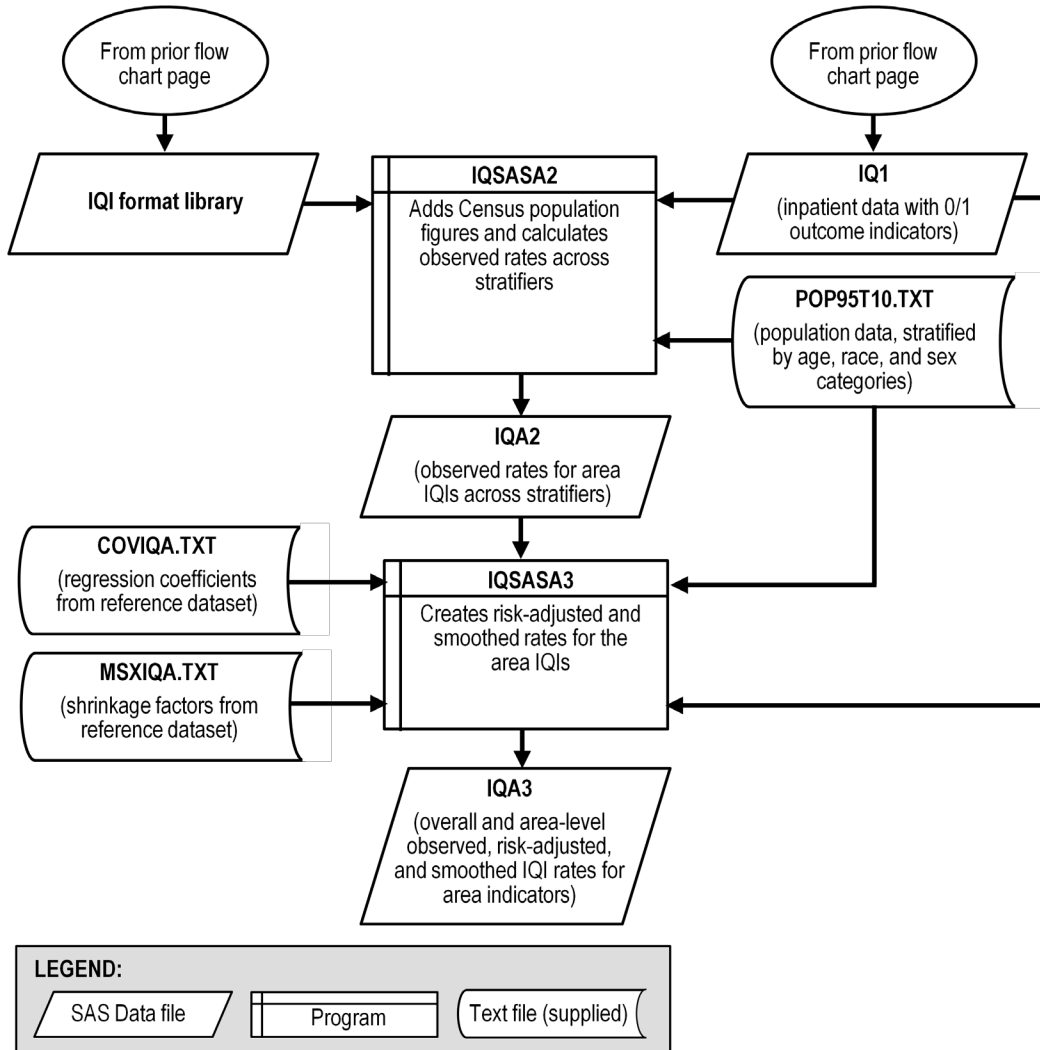 From prior flow
chart page
From prior flow
chart page
IQI format library
IQSASA2
Adds Census population
figures and calculates
observed rates across
stratifiers
IQ1
(inpatient data with 0/1
outcome indicators)
POP95T10.TXT
(population data, stratified
by age, race, and sex
categories)
IQA2
(observed rates for area
IQIs across stratifiers)
COVIQA.TXT
(regression coefficients
from reference dataset)
IQSASA3
Creates risk-adjusted and
smoothed rates for the
area IQIs
MSXIQA.TXT
(shrinkage factors from
reference dataset)
IQA3
(overall and area-level
observed, risk-adjusted,
and smoothed IQI rates for
area indicators)
LEGEND:
SAS Data file
Program
Text file (supplied)